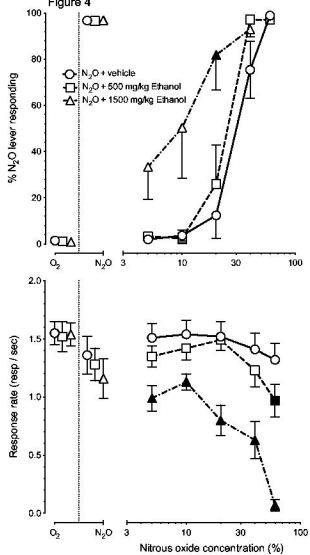 Figure 4
100
80
60
40
20
0
% N₂O lever responding
N₂O + vehicle
N₂O + 500 mg/kg Ethanol
N₂O + 1500 mg/kg Ethanol
O₂
N₂O
3
10
30
100
2.0
1.5
1.0
0.5
0.0
Response rate (resp / sec)
O₂
N₂O
3
10
30
100
Nitrous oxide concentration (%)